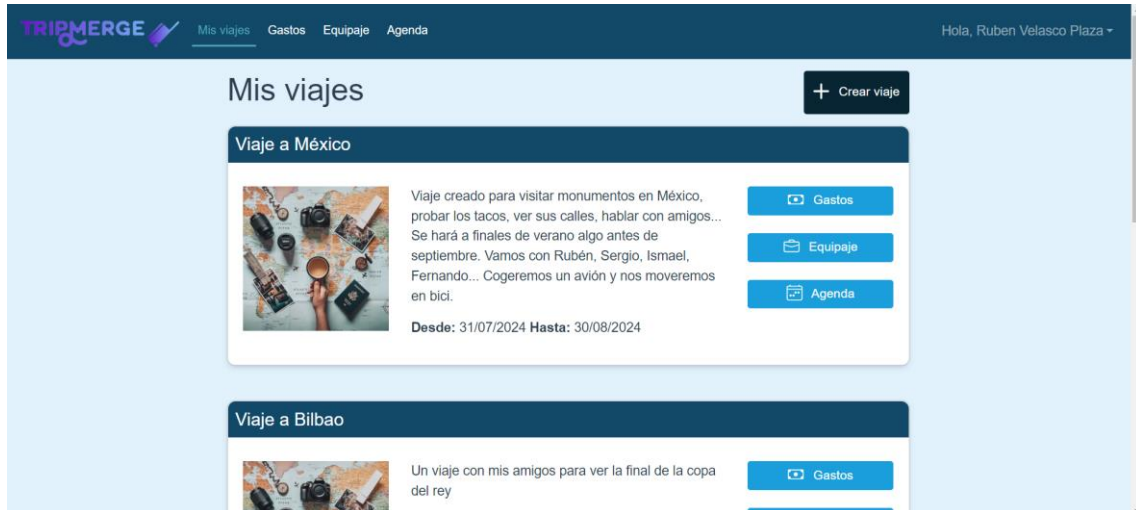 TRIPMERGE
Mis viajes Gastos Equipaje Agenda
Hola, Ruben Velasco Plaza
Mis viajes
Crear viaje
Viaje a México
Viaje creado para visitar monumentos en México,
probar los tacos, ver sus calles, hablar con amigos...
Se hará a finales de verano algo antes de
septiembre. Vamos con Rubén, Sergio, Ismael,
Fernando... Cogeremos un avión y nos moveremos
en bici.
Desde: 31/07/2024 Hasta: 30/08/2024
Gastos
Equipaje
Agenda
Viaje a Bilbao
Un viaje con mis amigos para ver la final de la copa
del rey
Gastos